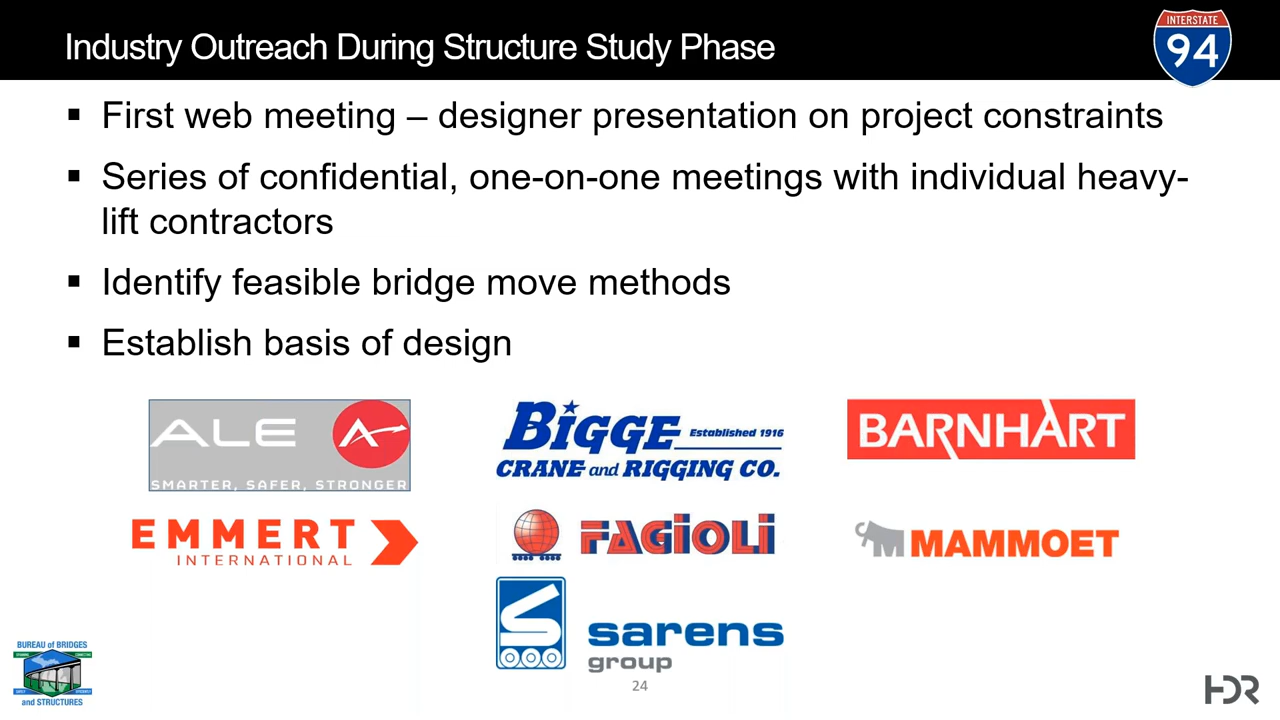 Industry Outreach During Structure Study Phase
INTERSTATE
94
▪ First web meeting – designer presentation on project constraints
▪ Series of confidential, one-on-one meetings with individual heavy-
lift contractors
▪ Identify feasible bridge move methods
▪ Establish basis of design
ALE
SMARTER, SAFER, STRONGER
BIGGE
Established 1916
CRANE and RIGGING CO.
BARNHART
EMMERT
INTERNATIONAL
FAGIOLI
MAMMOET
sarens
group
BUREAU of BRIDGES
and STRUCTURES
24
HDR